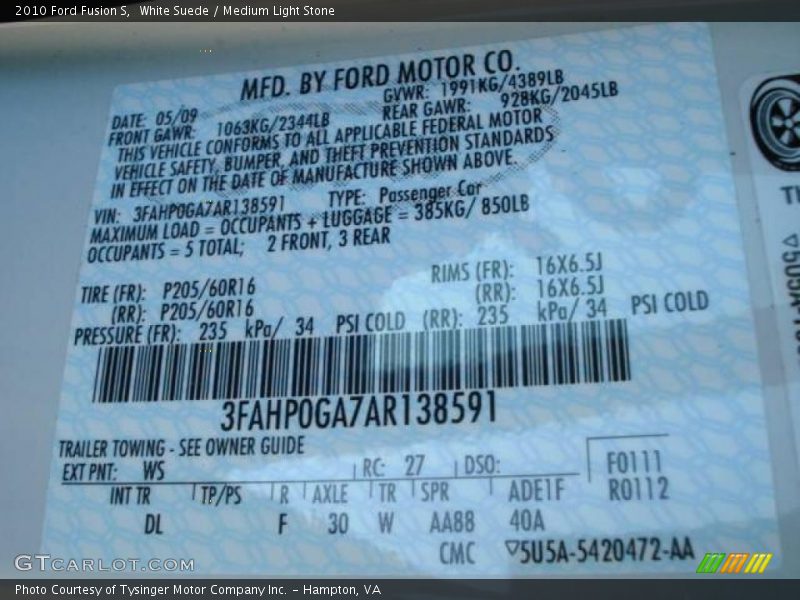 2010 Ford Fusion S,  White Suede / Medium Light Stone
MFD. BY FORD MOTOR CO.
DATE: 05/09 GVWR: 1991KG/4389LB
FRONT GAWR: 1063KG/2344LB REAR GAWR: 928KG/2045LB
THIS VEHICLE CONFORMS TO ALL APPLICABLE FEDERAL MOTOR
VEHICLE SAFETY, BUMPER, AND THEFT PREVENTION STANDARDS
IN EFFECT ON THE DATE OF MANUFACTURE SHOWN ABOVE.
VIN: 3FAHP0GA7AR138591 TYPE: Passenger Car
MAXIMUM LOAD = OCCUPANTS + LUGGAGE = 385KG/ 850LB
OCCUPANTS = 5 TOTAL; 2 FRONT, 3 REAR
TIRE (FR): P205/60R16 RIMS (FR): 16X6.5J
(RR): P205/60R16 (RR): 16X6.5J
PRESSURE (FR): 235 kPa/ 34 PSI COLD (RR): 235 kPa/ 34 PSI COLD
3FAHP0GA7AR138591
TRAILER TOWING - SEE OWNER GUIDE
EXT PNT: WS RC: 27 DSO: F0111
INT TR TP/PS R AXLE TR SPR ADE1F R0112
DL F 30 W AA88 40A
CMC ▽5U5A-5420472-AA
GTCARLOT.COM
Photo Courtesy of Tysinger Motor Company Inc. - Hampton, VA